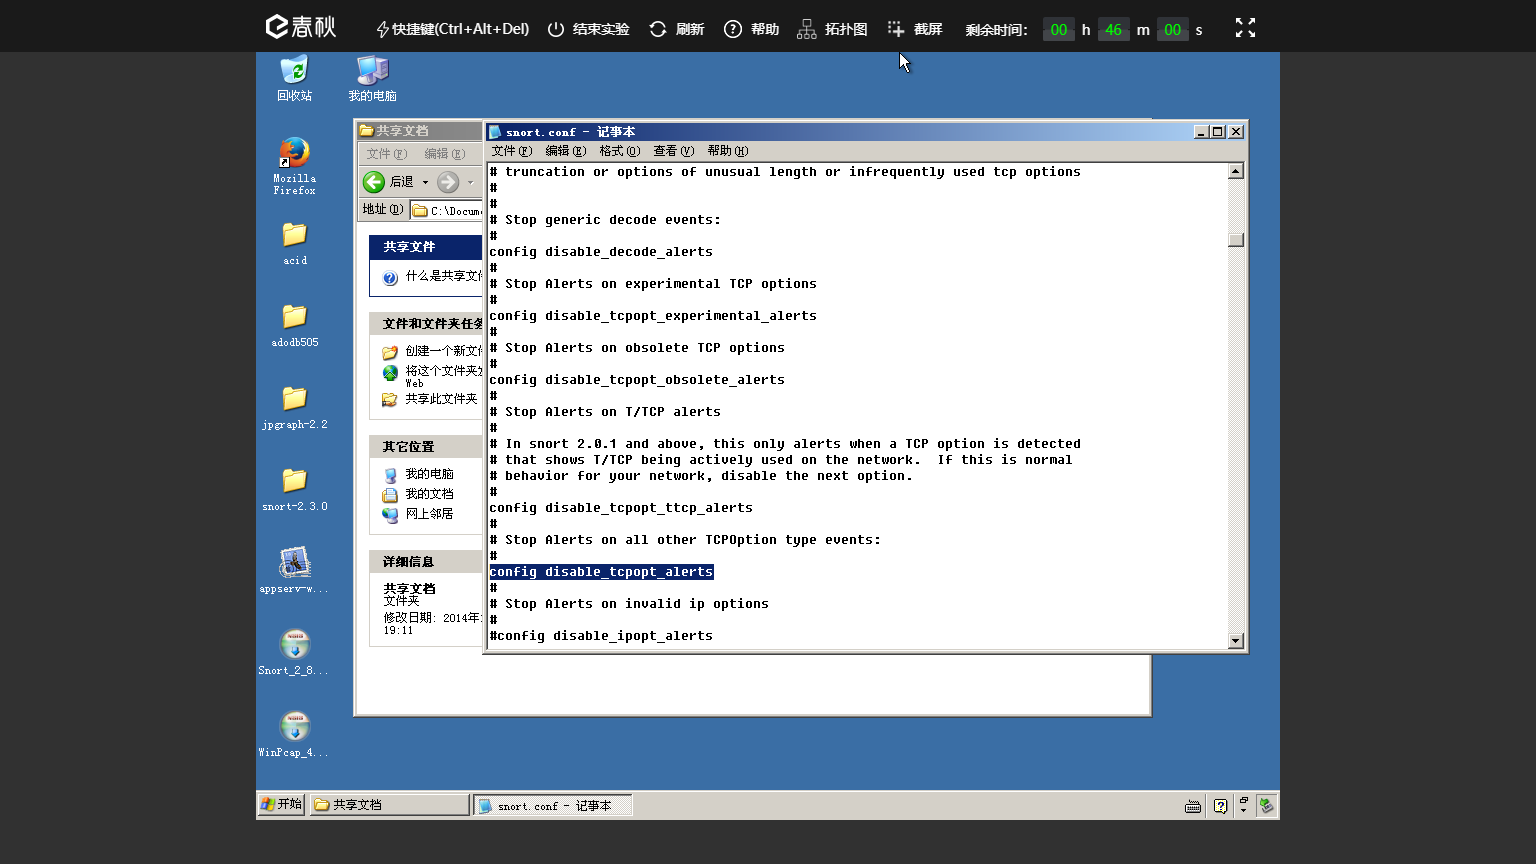 春秋
快捷键(Ctrl+Alt+Del)
结束实验
刷新
帮助
拓扑图
截屏
剩余时间：
00 h 46 m 00 s
回收站
我的电脑
Mozilla
Firefox
acid
adodb505
jpgraph-2.2
snort-2.3.0
appserv-w...
Snort_2_8...
WinPcap_4...
共享文档
文件(F) 编辑(E)
后退
地址(D) C:\Docum
共享文件
什么是共享文
文件和文件夹任
创建一个新文
将这个文件夹
Web
共享此文件夹
其它位置
我的电脑
我的文档
网上邻居
详细信息
共享文档
文件夹
修改日期: 2014年
19:11
snort.conf - 记事本
文件(F) 编辑(E) 格式(O) 查看(V) 帮助(H)
# truncation or options of unusual length or infrequently used tcp options
#
#
# Stop generic decode events:
#
config disable_decode_alerts
#
# Stop Alerts on experimental TCP options
#
config disable_tcpopt_experimental_alerts
#
# Stop Alerts on obsolete TCP options
#
config disable_tcpopt_obsolete_alerts
#
# Stop Alerts on T/TCP alerts
#
# In snort 2.0.1 and above, this only alerts when a TCP option is detected
# that shows T/TCP being actively used on the network.  If this is normal
# behavior for your network, disable the next option.
#
config disable_tcpopt_ttcp_alerts
#
# Stop Alerts on all other TCPOption type events:
#
config disable_tcpopt_alerts
#
# Stop Alerts on invalid ip options
#
#config disable_ipopt_alerts
开始
共享文档
snort.conf - 记事本